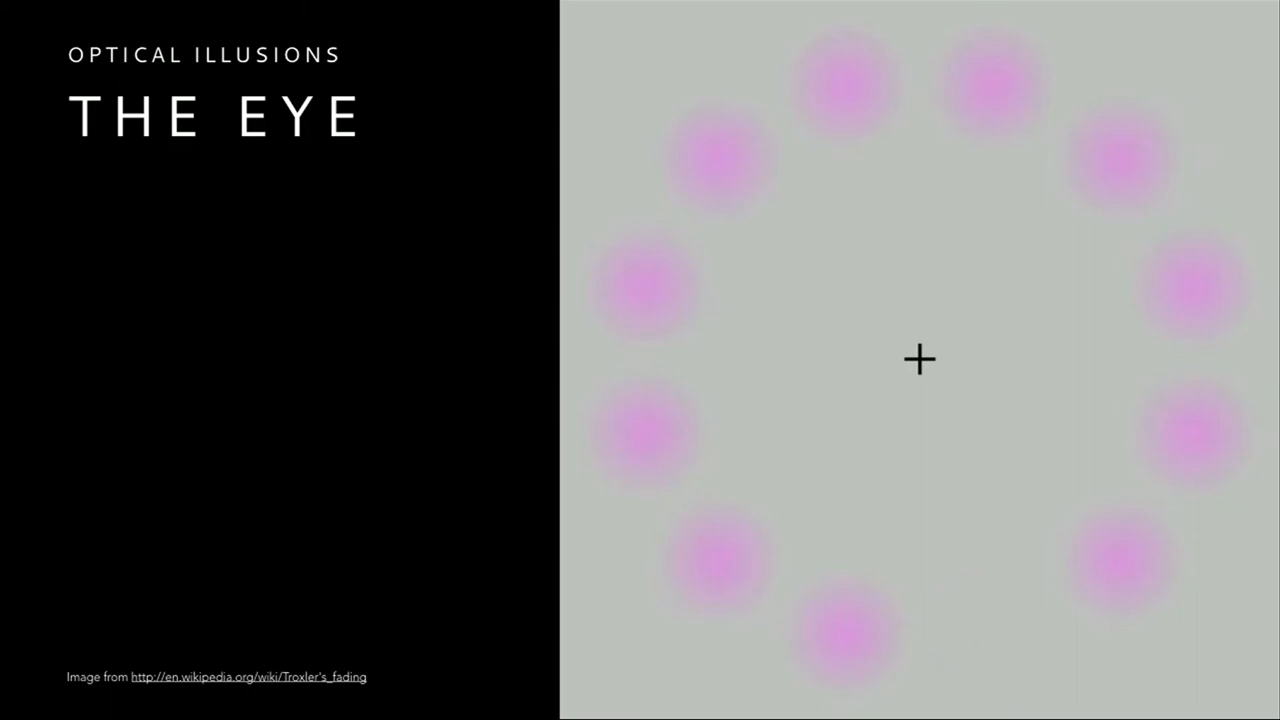 OPTICAL ILLUSIONS
THE EYE
Image from http://en.wikipedia.org/wiki/Troxler's_fading